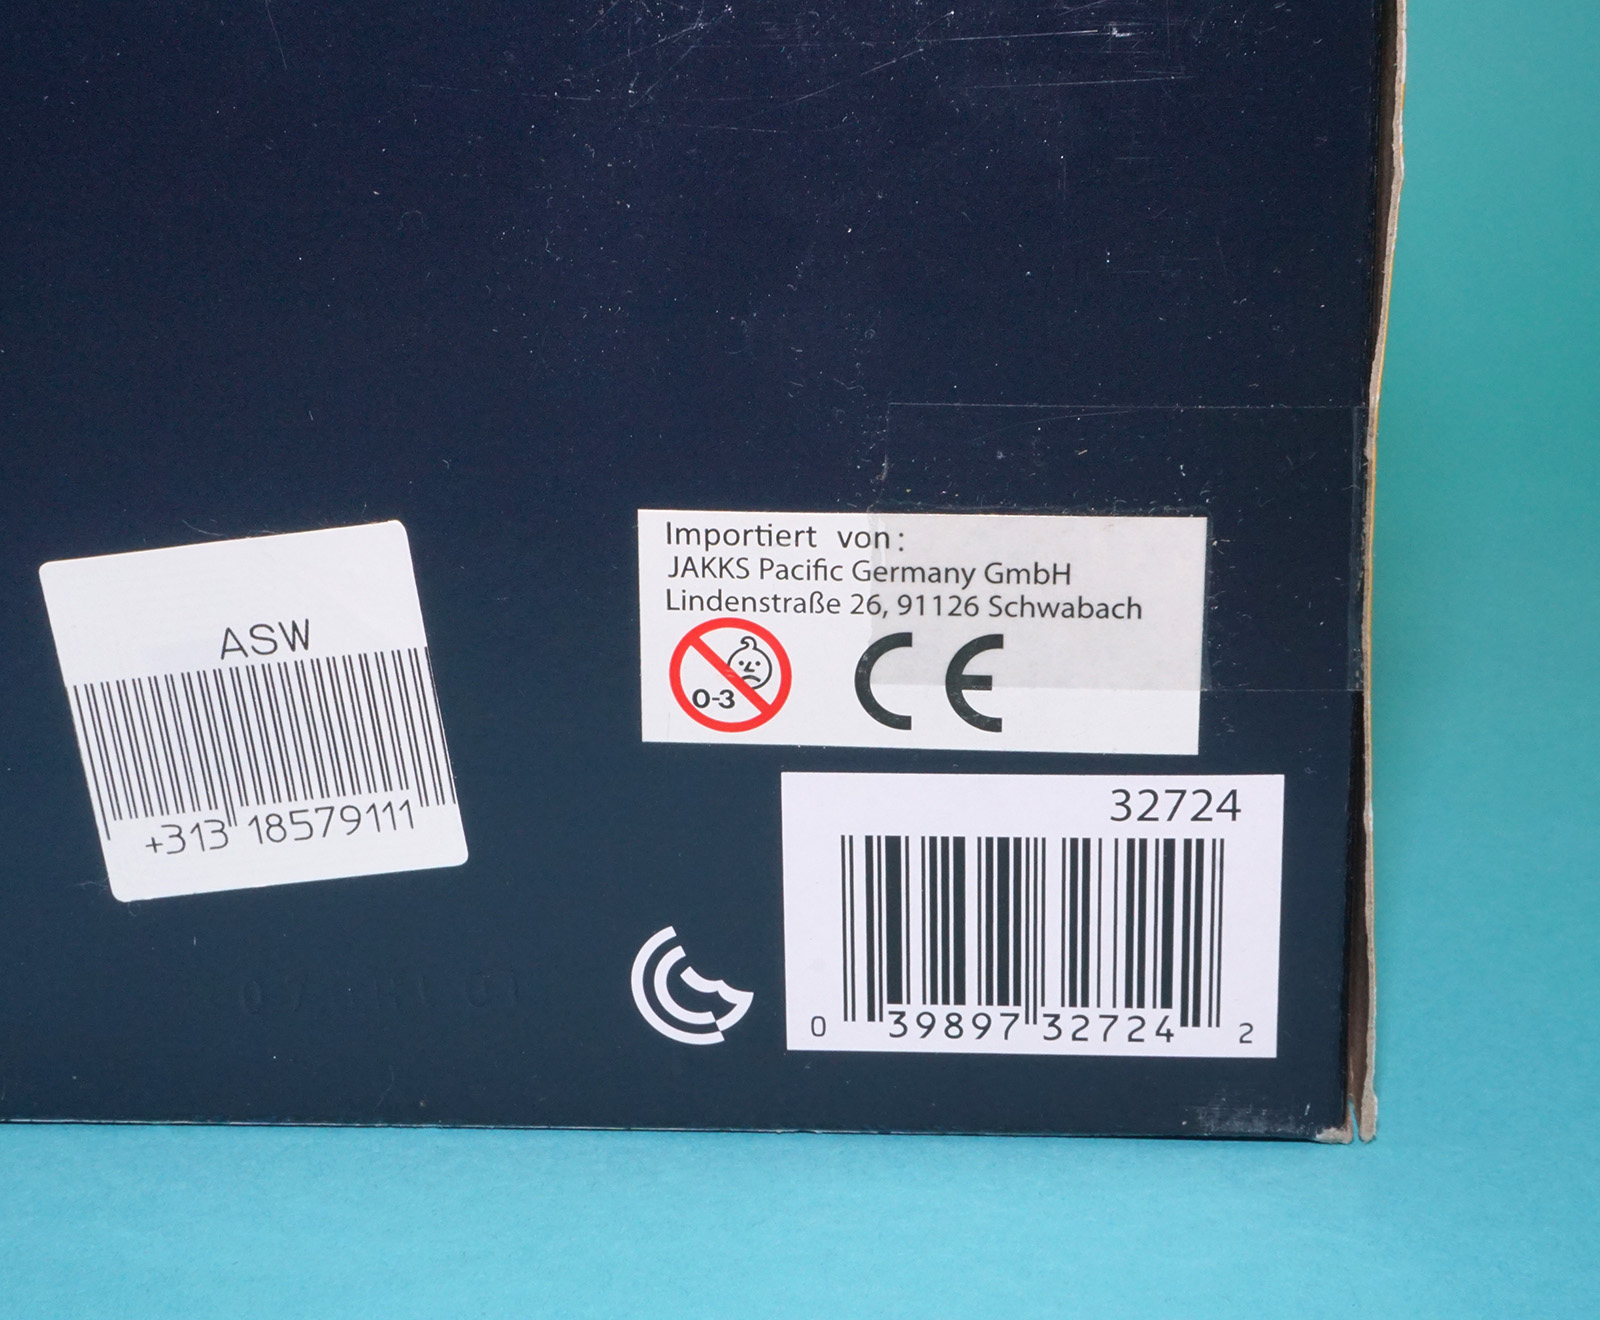 ASW
+313 18579111
Importiert von:
JAKKS Pacific Germany GmbH
Lindenstraße 26, 91126 Schwabach
0-3
CE
32724
0 39897 32724 2